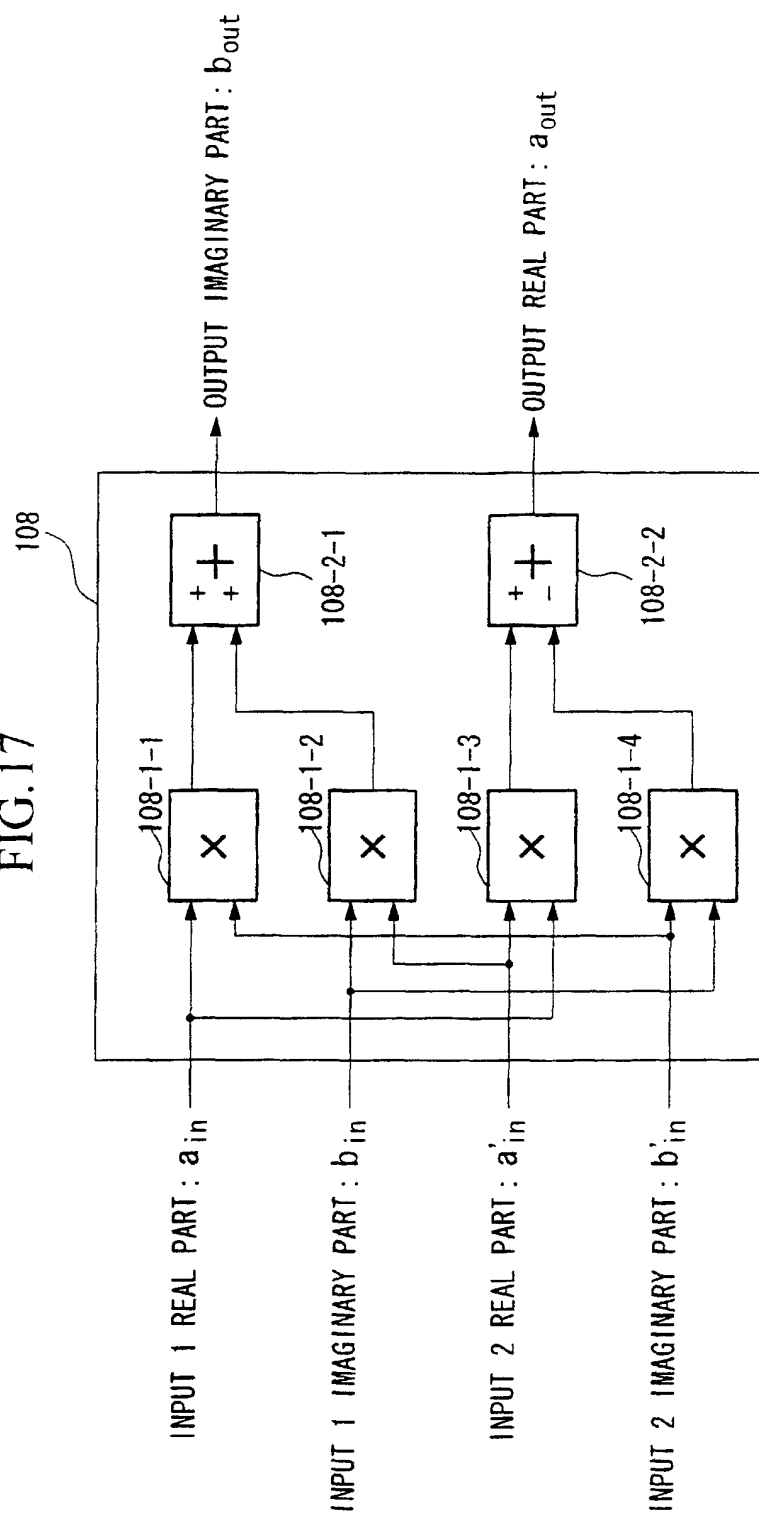 FIG. 17
108
INPUT 1 REAL PART: a_in
INPUT 1 IMAGINARY PART: b_in
INPUT 2 REAL PART: a'_in
INPUT 2 IMAGINARY PART: b'_in
108-1-1
×
108-1-2
×
108-1-3
×
108-1-4
×
+
+
+
108-2-1
+
−
+
108-2-2
OUTPUT IMAGINARY PART: b_out
OUTPUT REAL PART: a_out